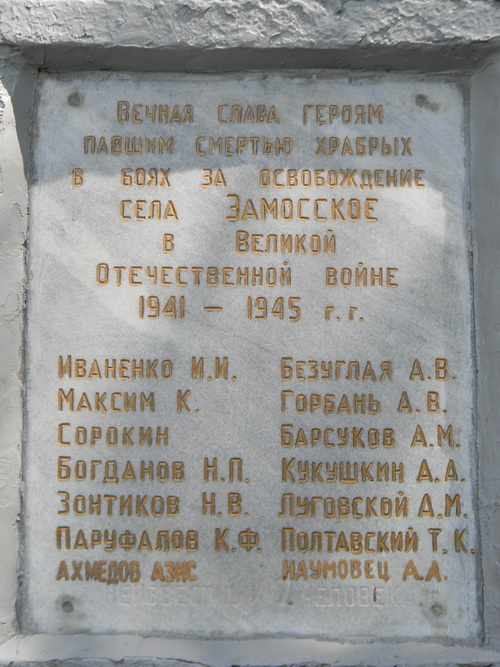 Вечная слава героям
павшим смертью храбрых
в боях за освобождение
села Замосское
в Великой
Отечественной войне
1941 – 1945 г.г.
Иваненко И.И.
Максим К.
Сорокин
Богданов Н.П.
Зонтиков Н.В.
Паруфалов К.Ф.
Ахмедов Азис
Безуглая А.В.
Горбань А.В.
Барсуков А.М.
Кукушкин А.А.
Луговской А.М.
Полтавский Т.К.
Наумовец А.А.
человека